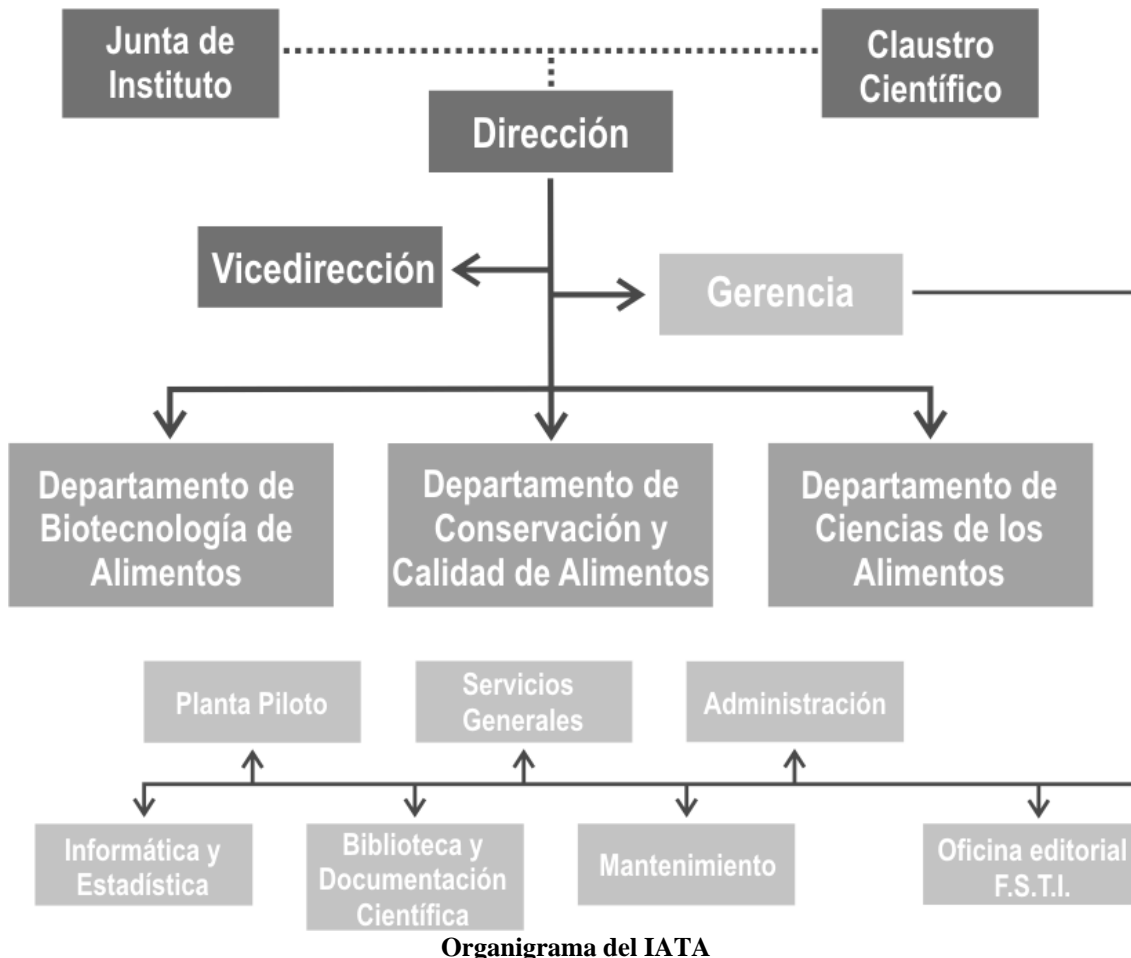 Junta de
Instituto
Claustro
Científico
Dirección
Vicedirección
Gerencia
Departamento de
Biotecnología de
Alimentos
Departamento de
Conservación y
Calidad de Alimentos
Departamento de
Ciencias de los
Alimentos
Planta Piloto
Servicios
Generales
Administración
Informática y
Estadística
Biblioteca y
Documentación
Científica
Mantenimiento
Oficina editorial
F.S.T.I.
Organigrama del IATA